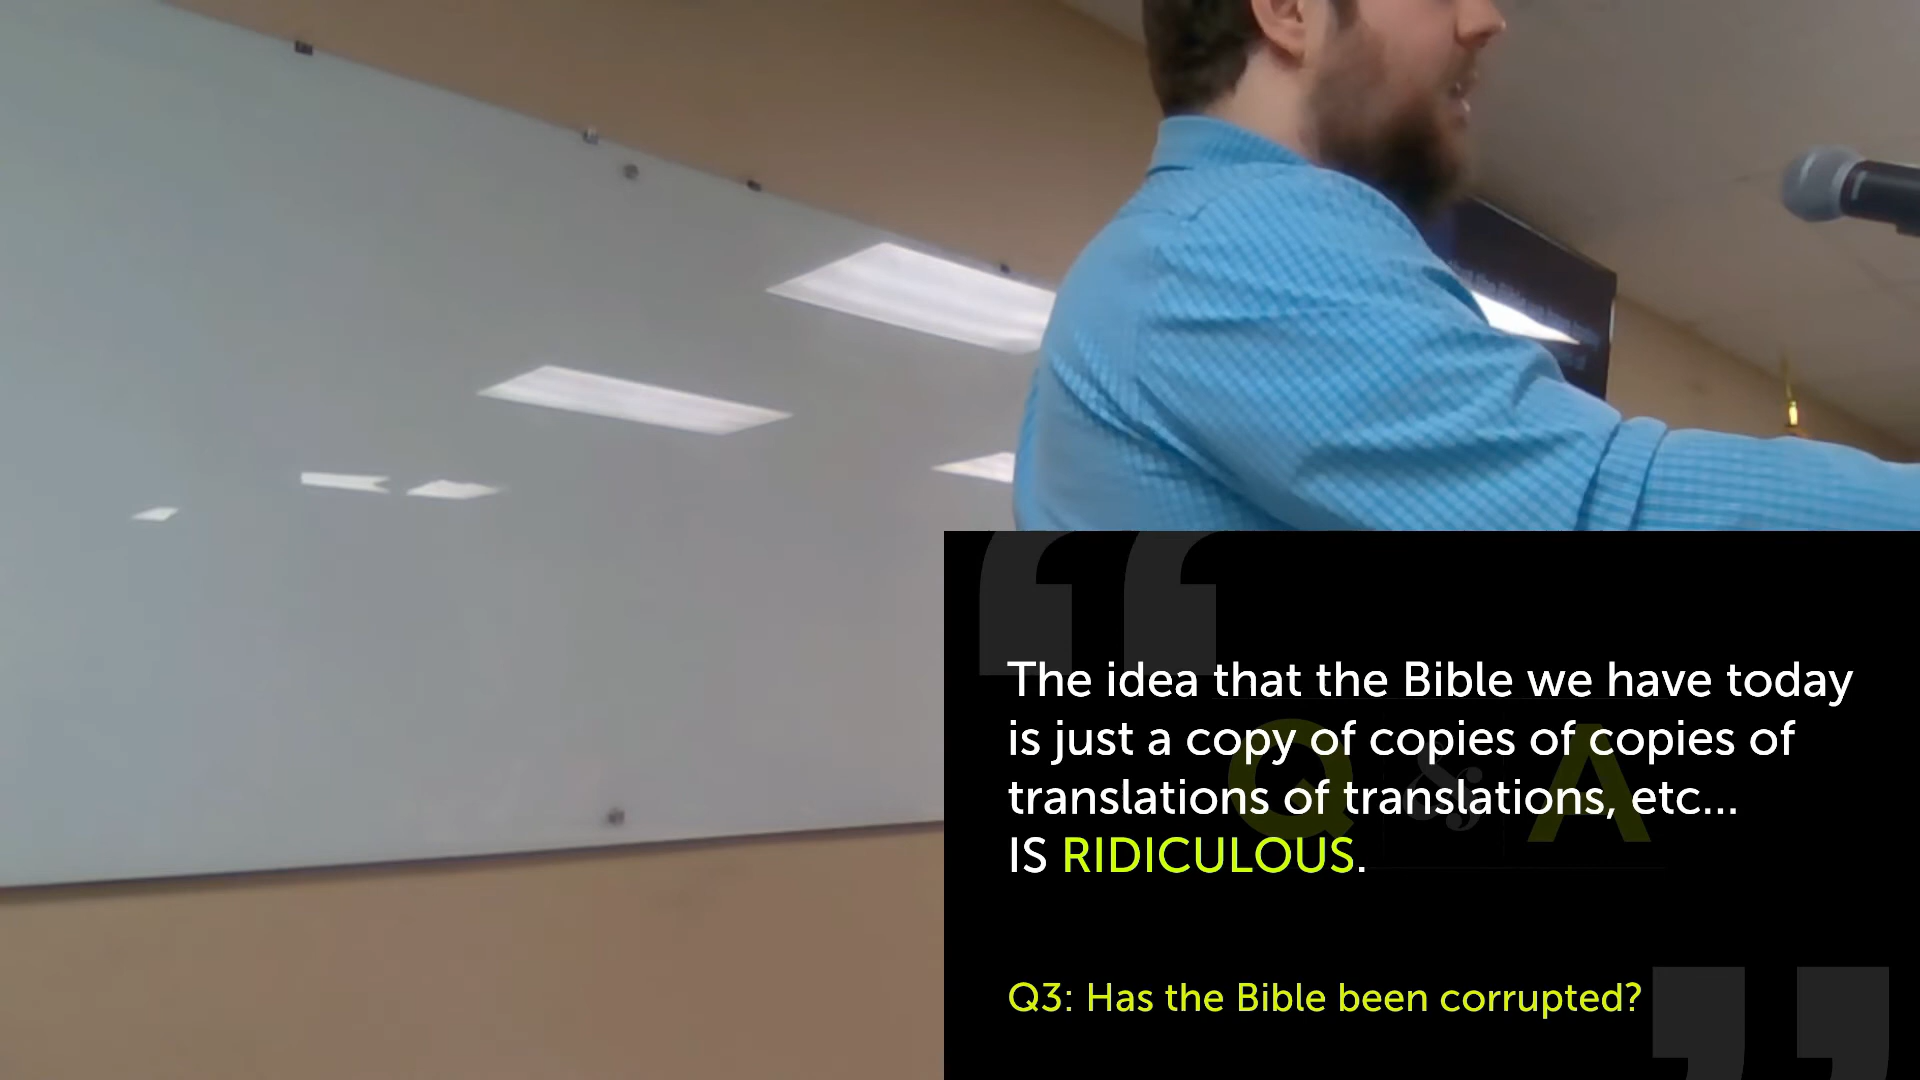 The idea that the Bible we have today
is just a copy of copies of copies of
translations of translations, etc...
IS RIDICULOUS.
Q3: Has the Bible been corrupted?
Q & A